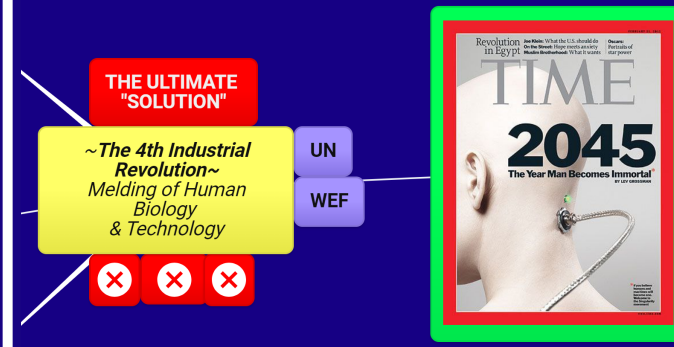 THE ULTIMATE
"SOLUTION"
~The 4th Industrial
Revolution~
Melding of Human
Biology
& Technology
UN
WEF
Revolution
in Egypt
Joe Klein: What the U.S. should do
On the Street: Hope meets anxiety
Muslim Brotherhood: What it wants
Oscars:
Portraits of
star power
TIME
2045
The Year Man Becomes Immortal*
BY LEV GROSSMAN